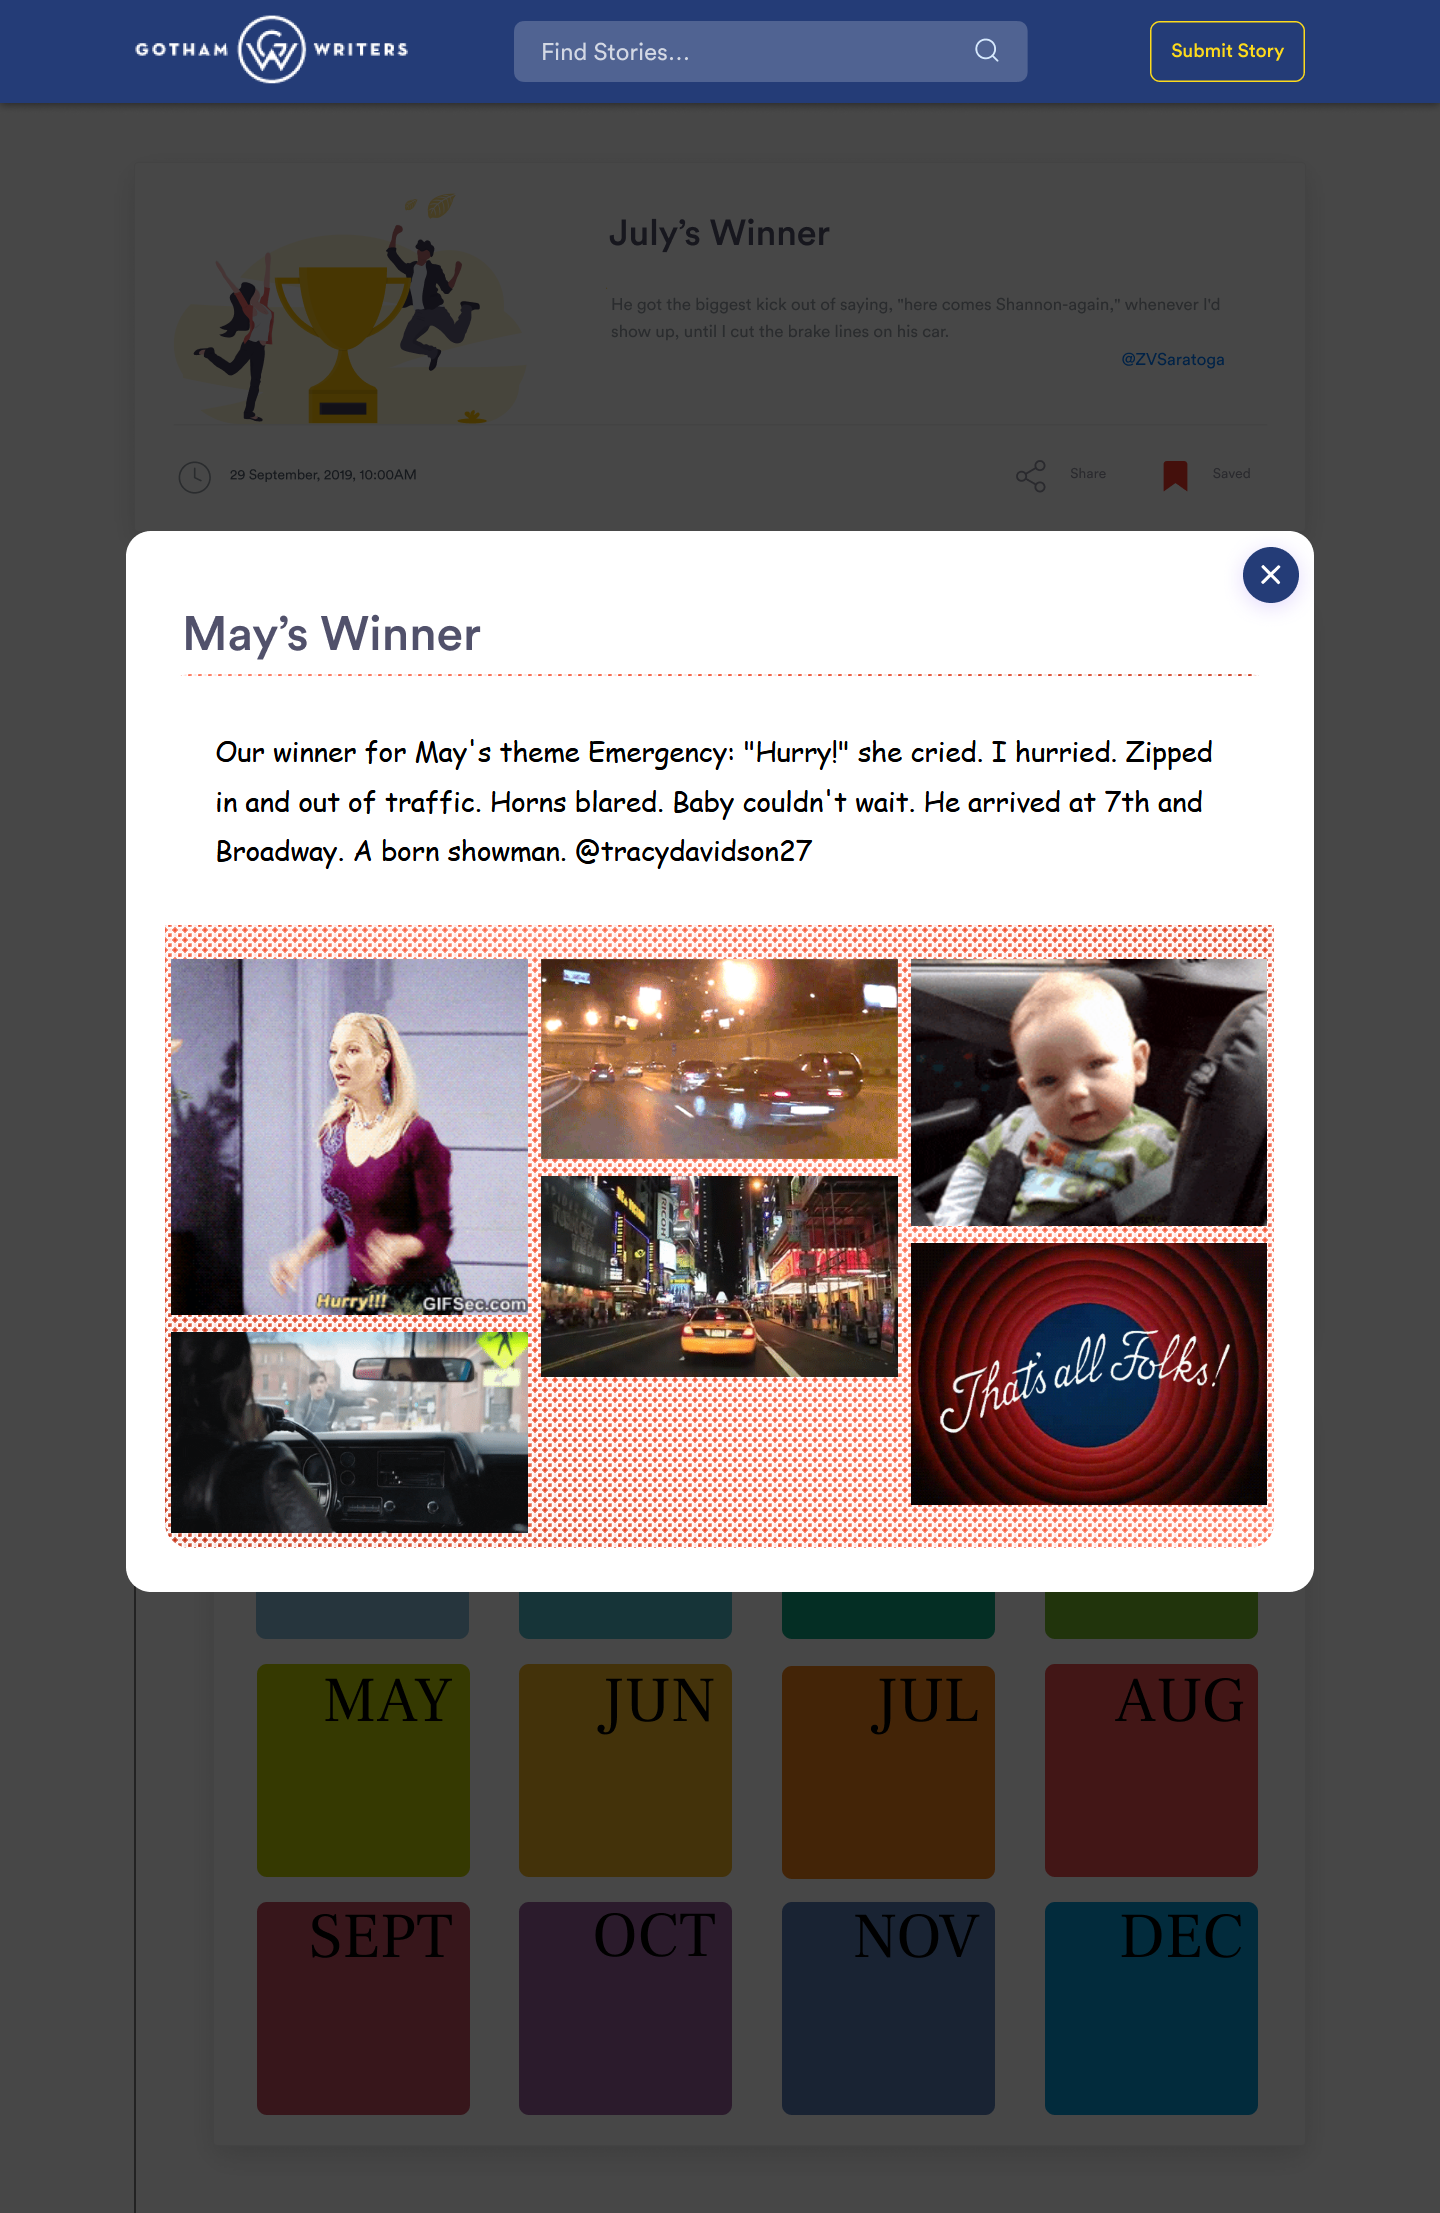 GOTHAM GW WRITERS
Find Stories...
Submit Story
July's Winner
He got the biggest kick out of saying, "here comes Shannon-again," whenever I'd
show up, until I cut the brake lines on his car.
@ZVSaratoga
29 September, 2019, 10:00AM
Share
Saved
May's Winner
Our winner for May's theme Emergency: "Hurry!" she cried. I hurried. Zipped
in and out of traffic. Horns blared. Baby couldn't wait. He arrived at 7th and
Broadway. A born showman. @tracydavidson27
Hurry!!! GIFSec.com
RICOH
That's all Folks!
MAY JUN JUL AUG
SEPT OCT NOV DEC